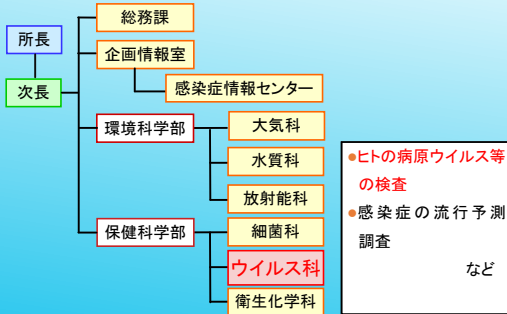 総務課
所長
企画情報室
次長
感染症情報センター
環境科学部
大気科
水質科
放射能科
保健科学部
細菌科
ウイルス科
衛生化学科
●ヒトの病原ウイルス等
の検査
●感染症の流行予測
調査
など